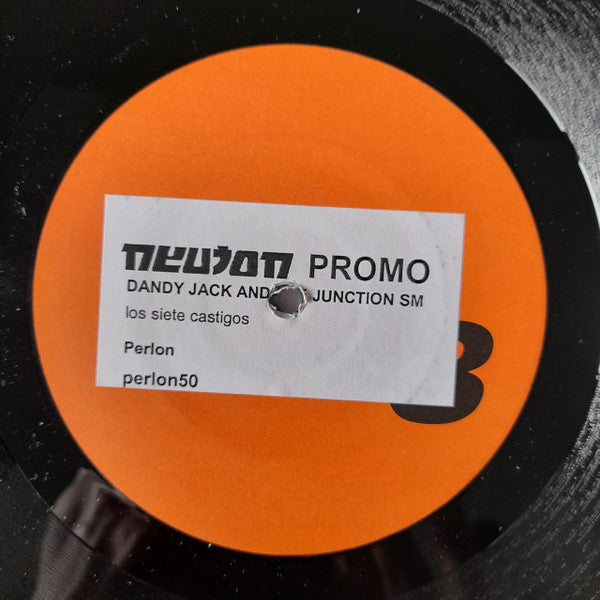 neuton PROMO
DANDY JACK AND JUNCTION SM
los siete castigos
Perlon
perlon50